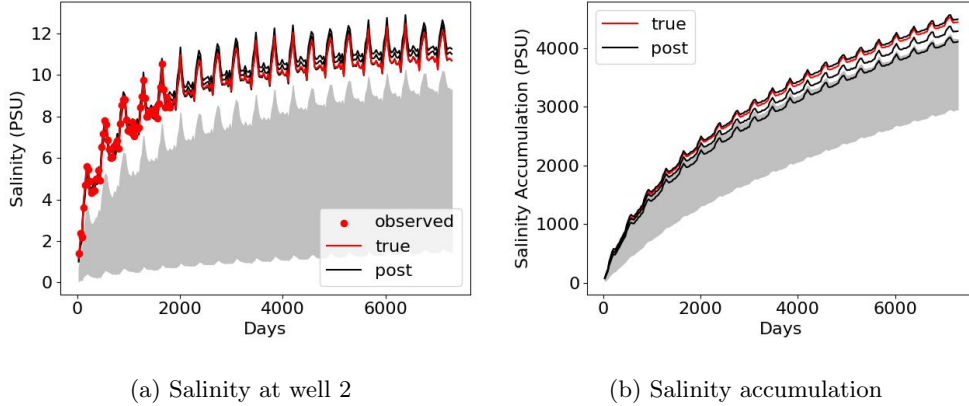 12
10
8
6
4
2
0
Salinity (PSU)
observed
true
post
0
2000
4000
6000
Days
(a) Salinity at well 2
4000
3000
2000
1000
0
Salinity Accumulation (PSU)
true
post
0
2000
4000
6000
Days
(b) Salinity accumulation